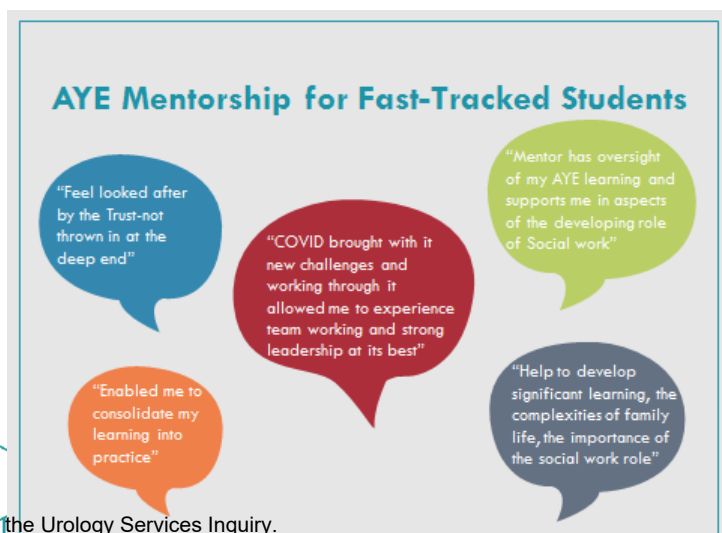 AYE Mentorship for Fast-Tracked Students
“Feel looked after
by the Trust-not
thrown in at the
deep end”
“COVID brought with it
new challenges and
working through it
allowed me to experience
team working and strong
leadership at its best”
“Mentor has oversight
of my AYE learning and
supports me in aspects
of the developing role
of Social work”
“Enabled me to
consolidate my
learning into
practice”
“Help to develop
significant learning, the
complexities of family
life, the importance of
the social work role”
the Urology Services Inquiry.